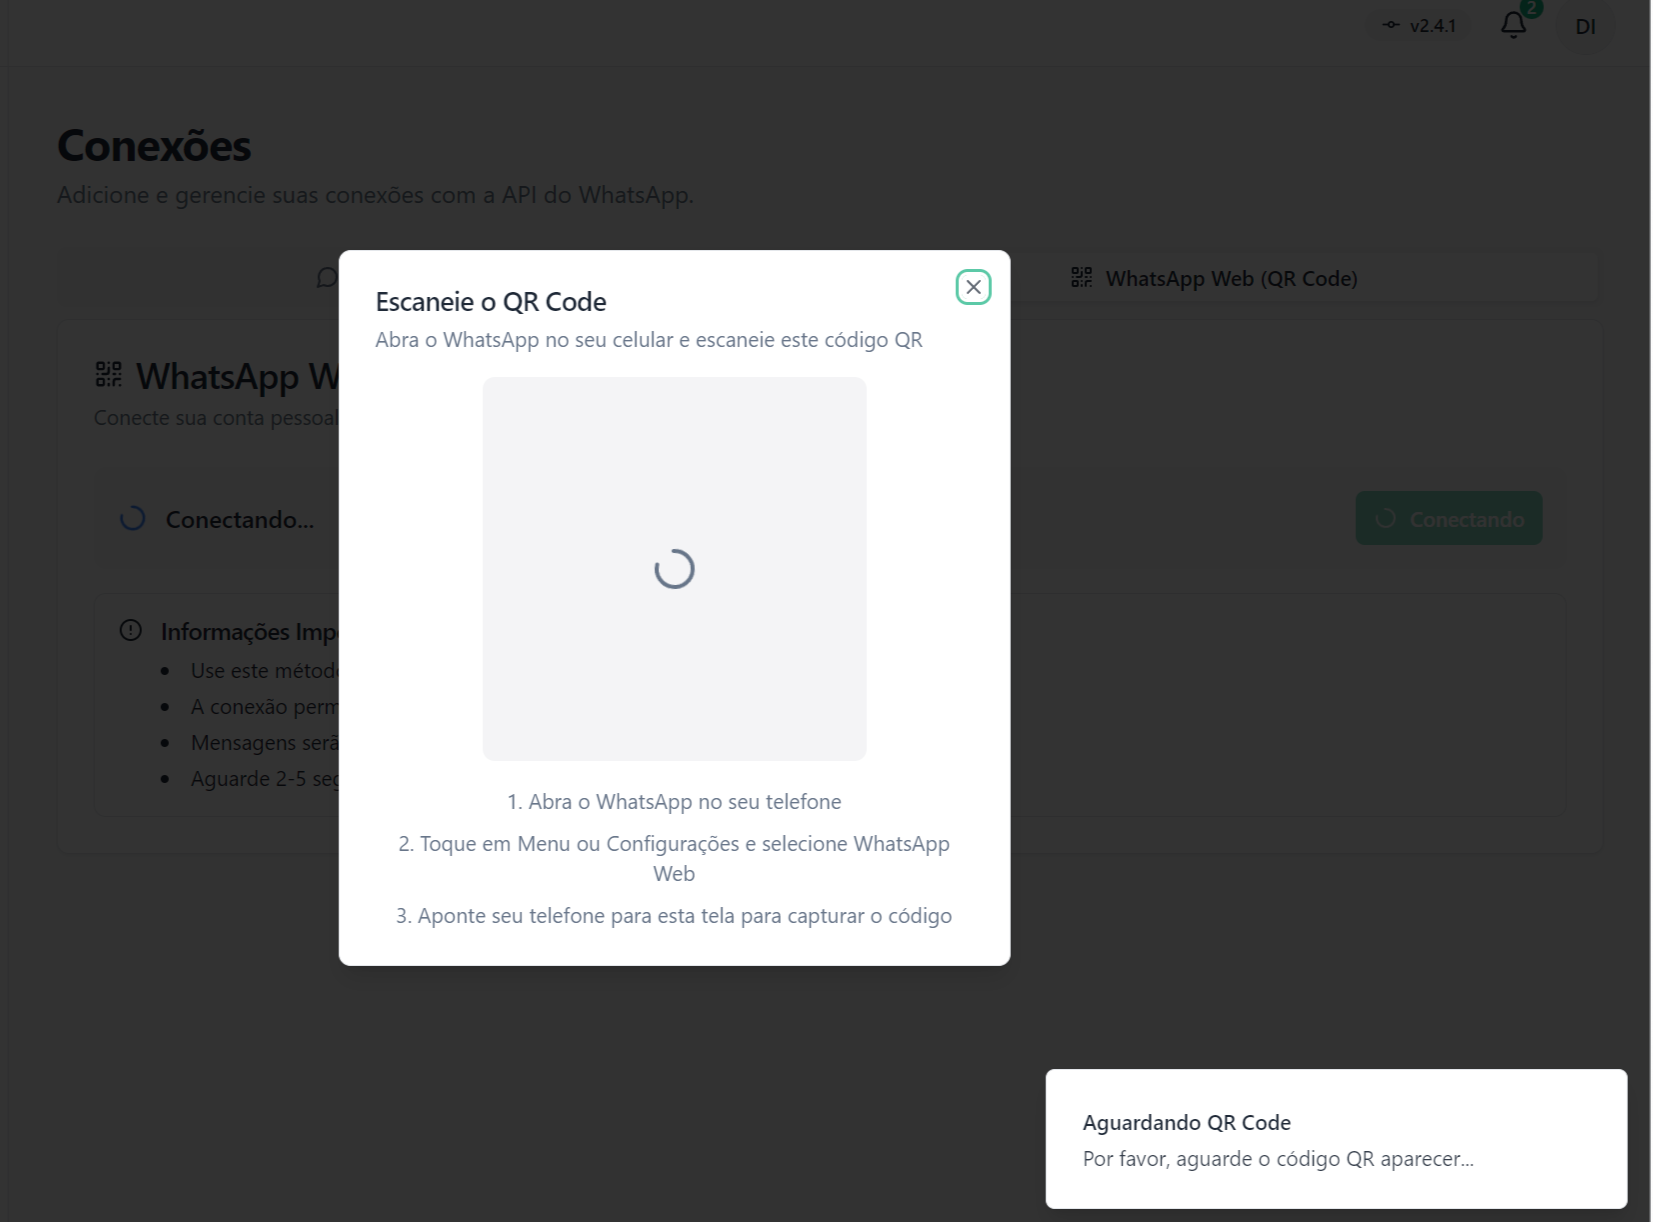 v2.4.1
2
DI
Conexões
Adicione e gerencie suas conexões com a API do WhatsApp.
WhatsApp Web (QR Code)
WhatsApp W
Conecte sua conta pessoal
Conectando...
Conectando
Informações Imp
Use este método
A conexão perm
Mensagens serã
Aguarde 2-5 seg
Escaneie o QR Code
Abra o WhatsApp no seu celular e escaneie este código QR
1. Abra o WhatsApp no seu telefone
2. Toque em Menu ou Configurações e selecione WhatsApp
Web
3. Aponte seu telefone para esta tela para capturar o código
Aguardando QR Code
Por favor, aguarde o código QR aparecer...